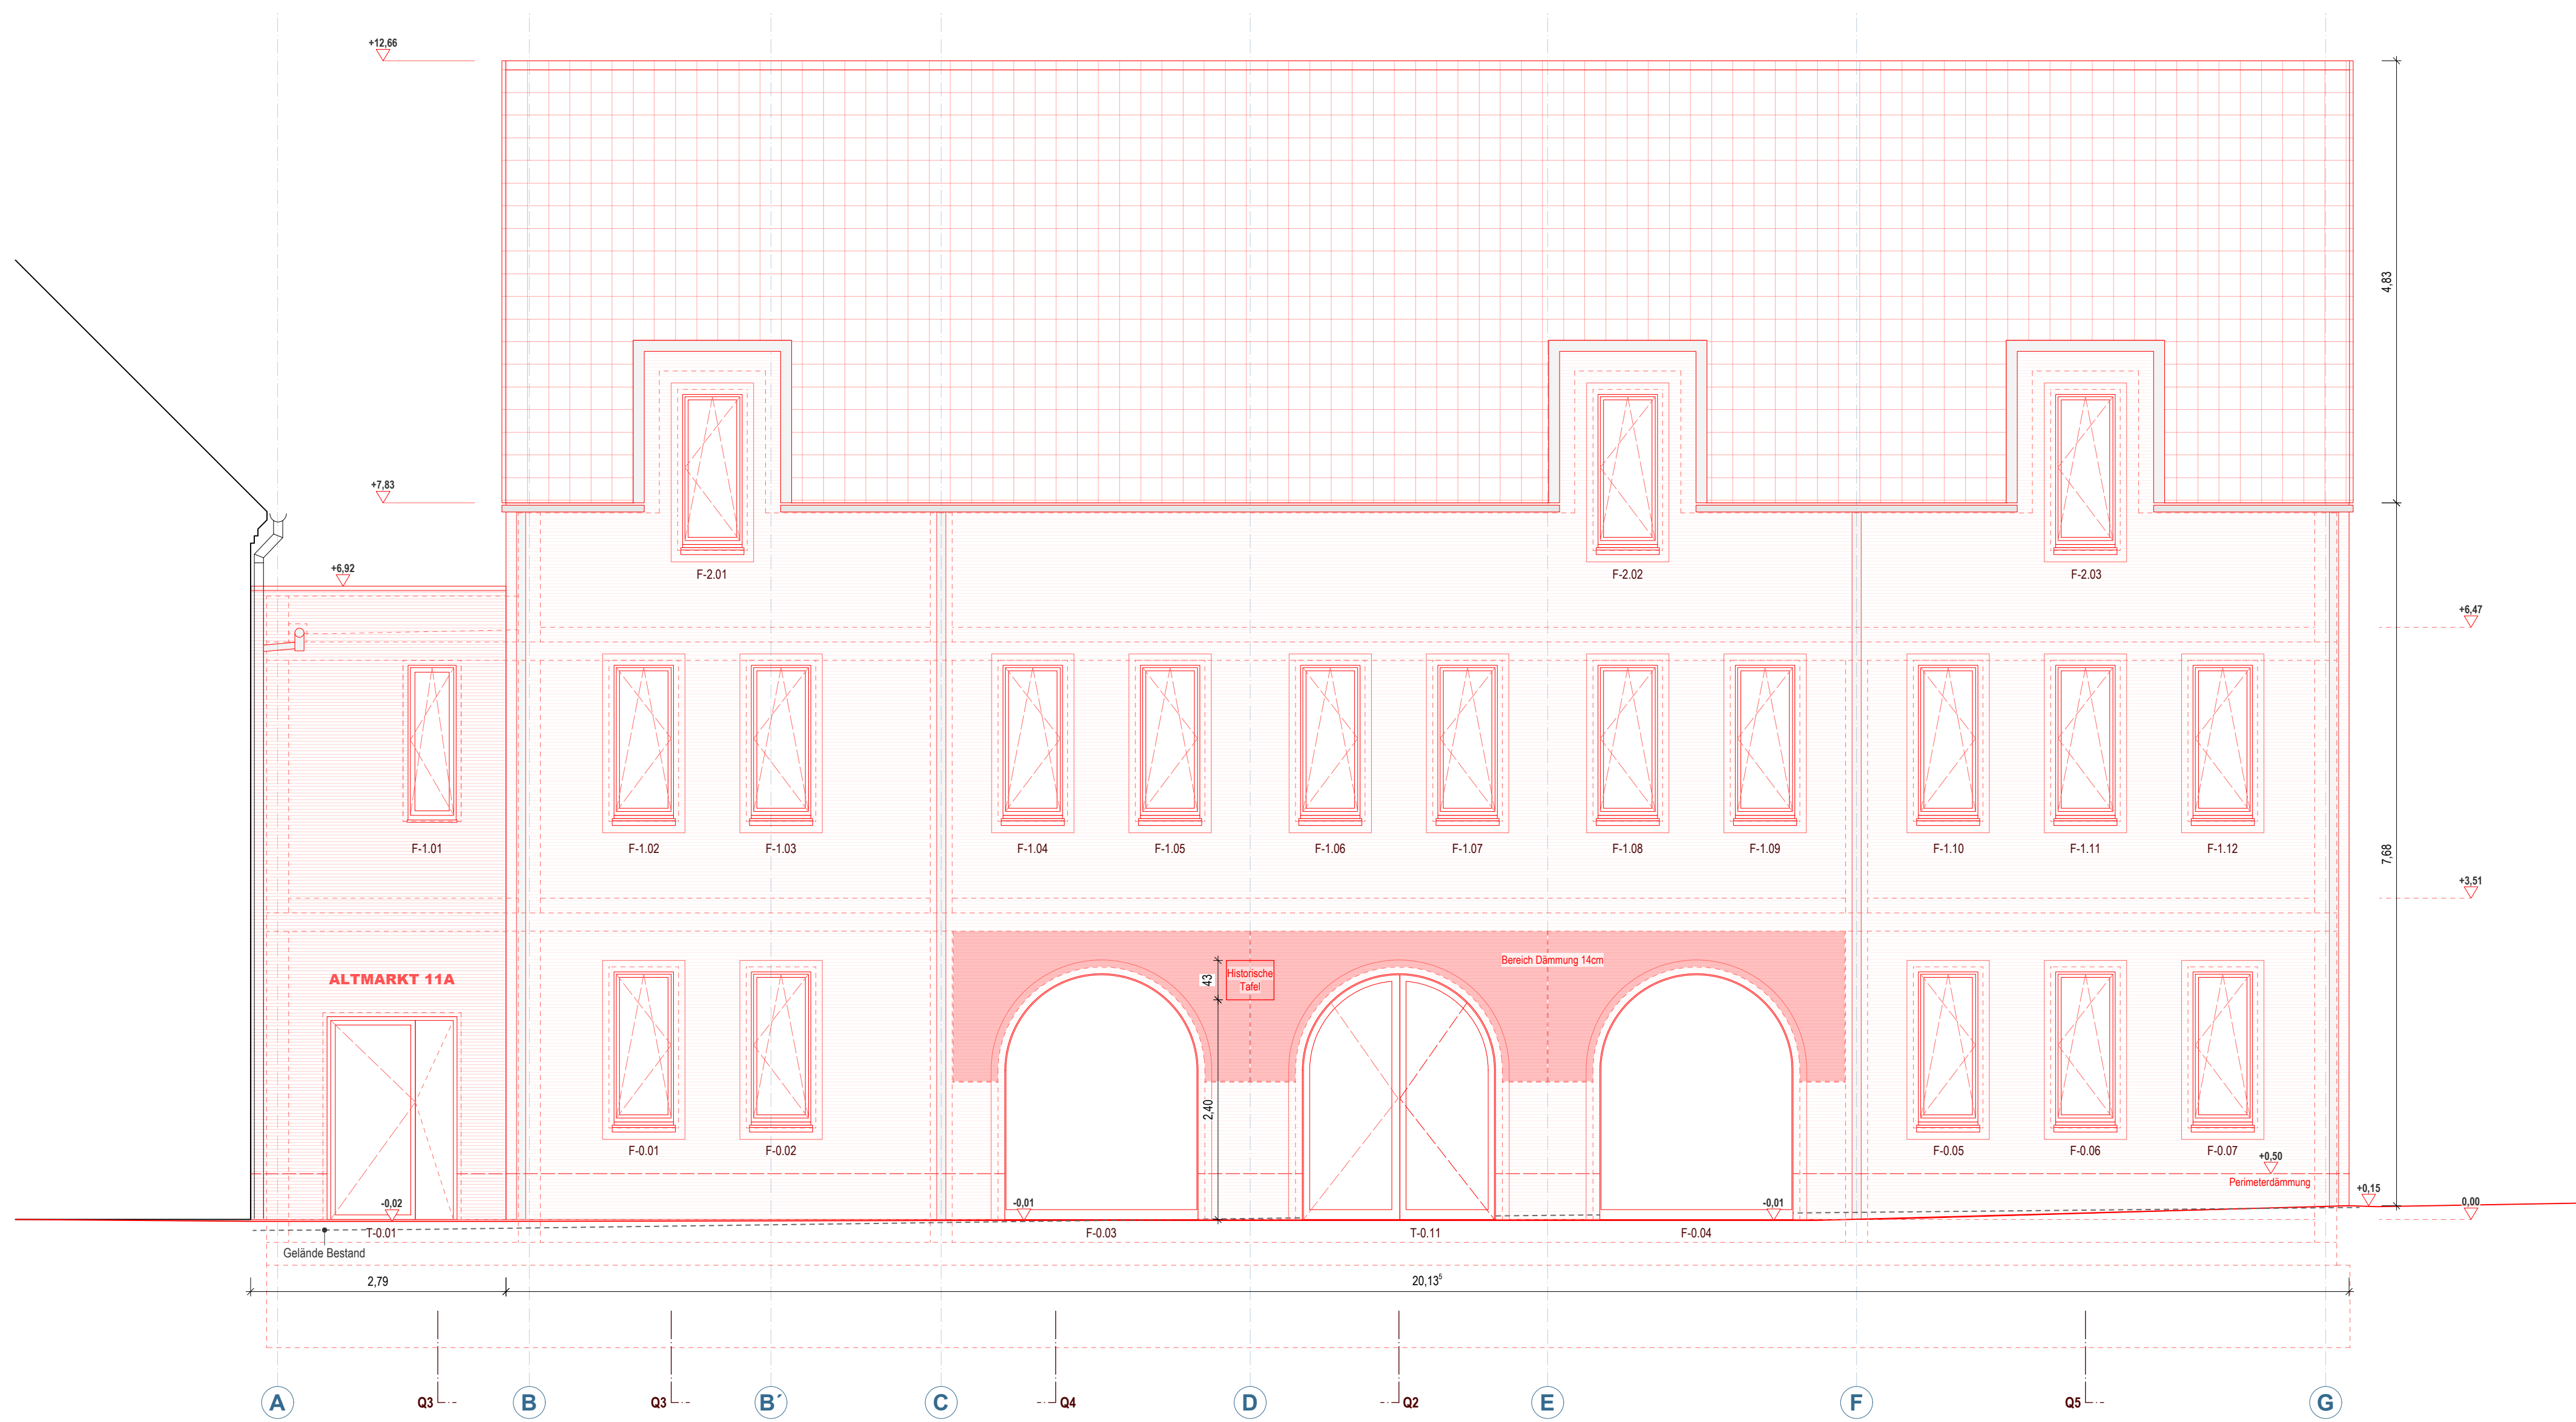 +12,66
4,83
+7,83
+6,92
F-2.01
F-2.02
F-2.03
+6,47
F-1.01
F-1.02
F-1.03
F-1.04
F-1.05
F-1.06
F-1.07
F-1.08
F-1.09
F-1.10
F-1.11
F-1.12
7,68
+3,51
ALTMARKT 11A
43
Historische
Tafel
Bereich Dämmung 14cm
2,40
F-0.01
F-0.02
F-0.05
F-0.06
F-0.07
+0,50
Perimeterdämmung
+0,15
0,00
-0,02
-0,01
-0,01
T-0.01
F-0.03
T-0.11
F-0.04
Gelände Bestand
2,79
20,13⁵
A
Q3
B
Q3
B´
C
Q4
D
Q2
E
F
Q5
G